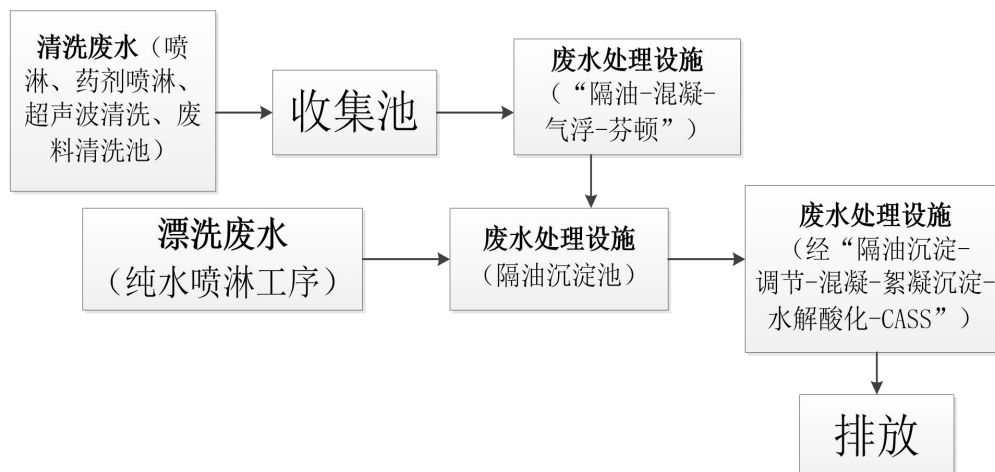 清洗废水（喷
淋、药剂喷淋、
超声波清洗、废
料清洗池）
收集池
废水处理设施
（“隔油-混凝-
气浮-芬顿”）
漂洗废水
（纯水喷淋工序）
废水处理设施
（隔油沉淀池）
废水处理设施
（经“隔油沉淀-
调节-混凝-絮凝沉淀-
水解酸化-CASS”）
排放